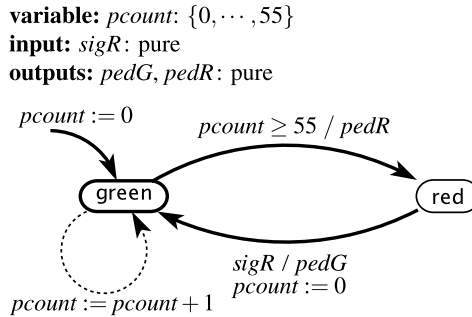 variable: pcount: {0, ⋯ , 55}
input: sigR: pure
outputs: pedG, pedR: pure
pcount := 0
pcount ≥ 55 / pedR
green
red
sigR / pedG
pcount := 0
pcount := pcount + 1